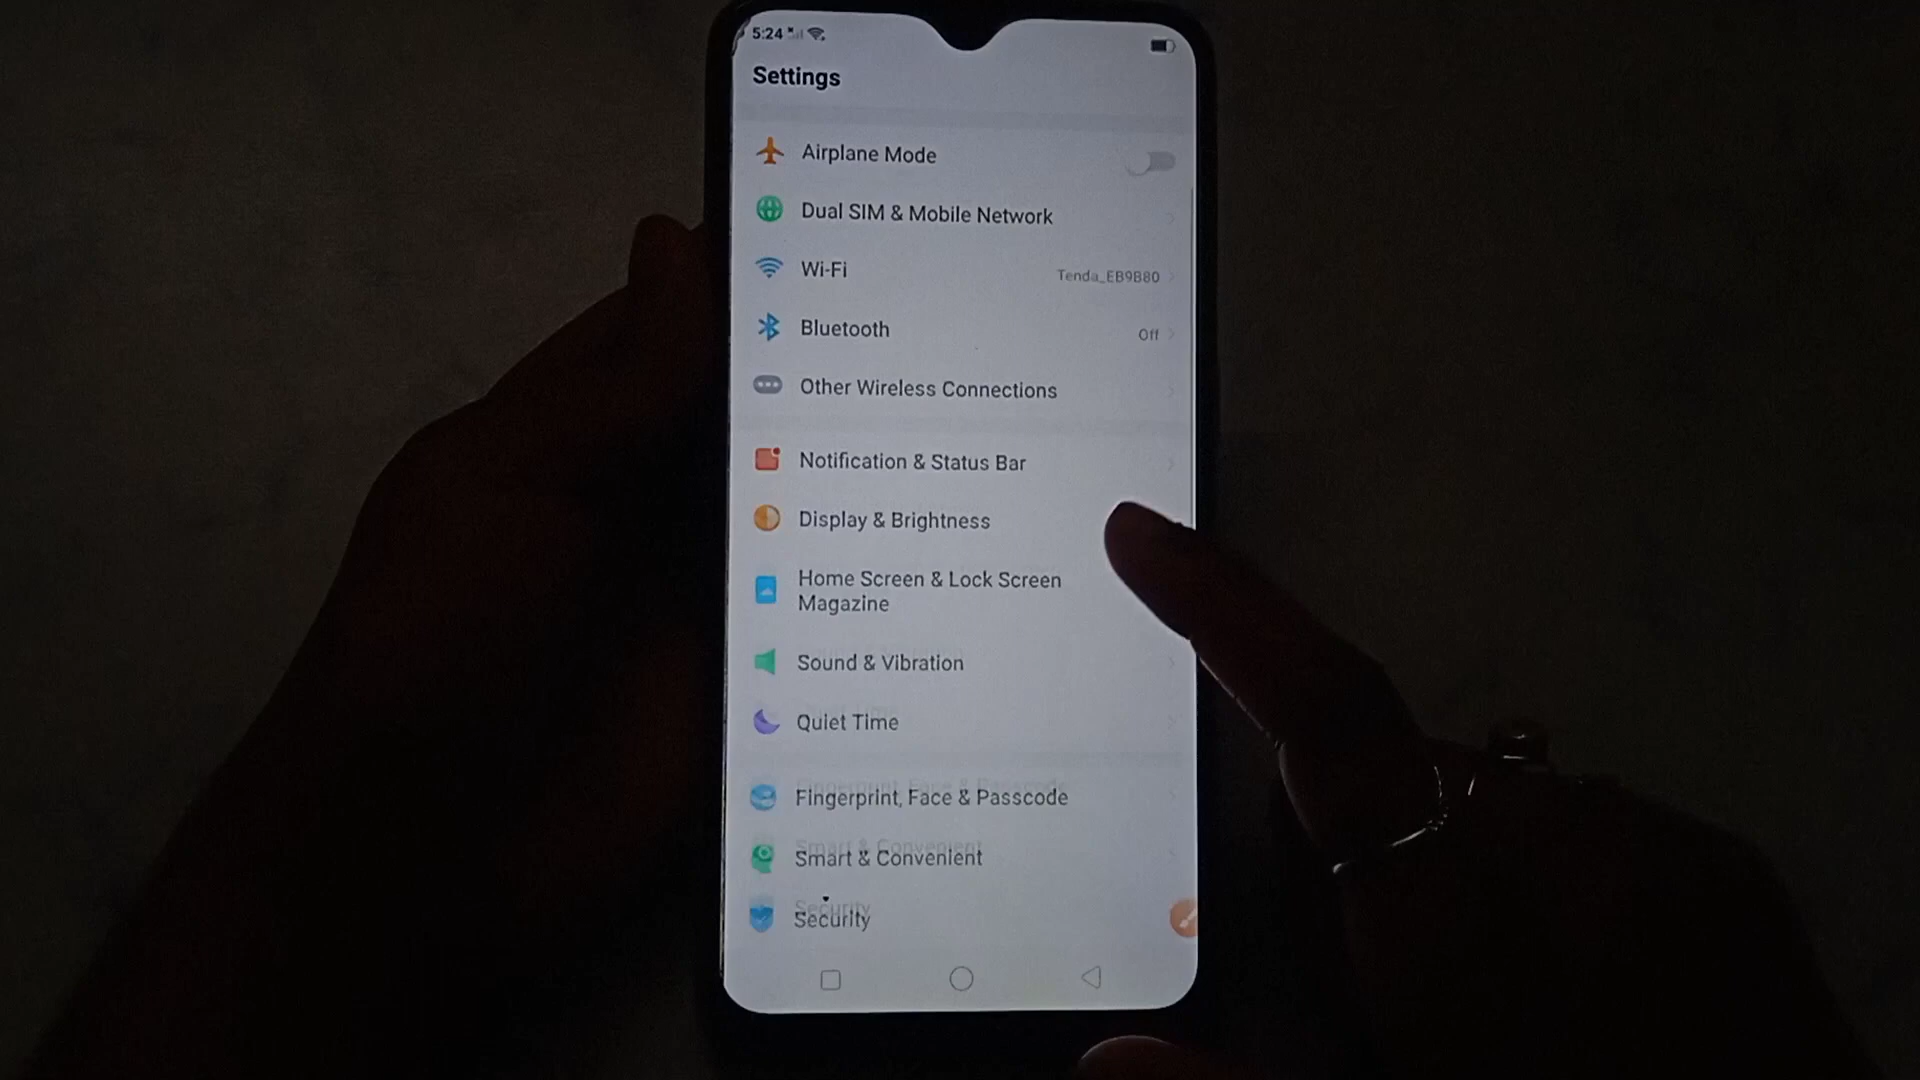 5:24
Settings
Airplane Mode
Dual SIM & Mobile Network
Wi-Fi
Tenda_EB9B80
Bluetooth
Off
Other Wireless Connections
Notification & Status Bar
Display & Brightness
Home Screen & Lock Screen
Magazine
Sound & Vibration
Quiet Time
Fingerprint, Face & Passcode
Smart & Convenient
Security